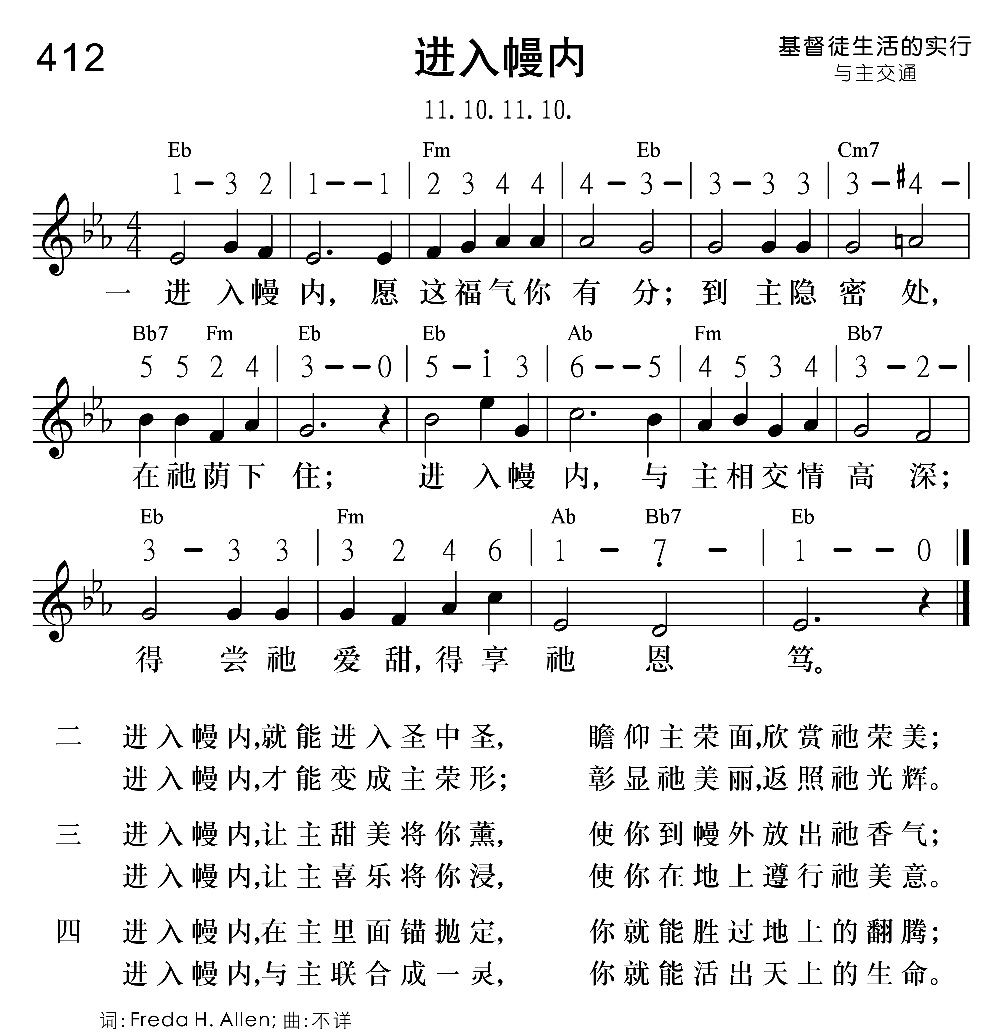 412
进入幔内
基督徒生活的实行
与主交通
11. 10. 11. 10.
Eb Fm Eb Cm7
1 – 3 2 | 1 – – 1 | 2 3 4 4 | 4 – 3 – | 3 – 3 3 | 3 – #4 –
4
4
一 进 入幔 内, 愿 这福气你 有 分; 到 主隐 密 处,
Bb7 Fm Eb Eb Ab Fm Bb7
5 5 2 4 | 3 – – 0 | 5 – i 3 | 6 – – 5 | 4 5 3 4 | 3 – 2 –
在祂荫下 住; 进 入幔 内, 与 主相交情 高 深;
Eb Fm Ab Bb7 Eb
3 – 3 3 | 3 2 4 6 | 1 – 7̣ – | 1 – 0
得 尝祂 爱 甜, 得享 祂 恩 笃。
二 进入幔内,就能进入圣中圣, 瞻仰主荣面,欣赏祂荣美;
进入幔内,才能变成主荣形; 彰显祂美丽,返照祂光辉。
三 进入幔内,让主甜美将你薰, 使你到幔外放出祂香气;
进入幔内,让主喜乐将你浸, 使你在地上遵行祂美意。
四 进入幔内,在主里面锚抛定, 你就能胜过地上的翻腾;
进入幔内,与主联合成一灵, 你就能活出天上的生命。
词: Freda H. Allen; 曲:不详